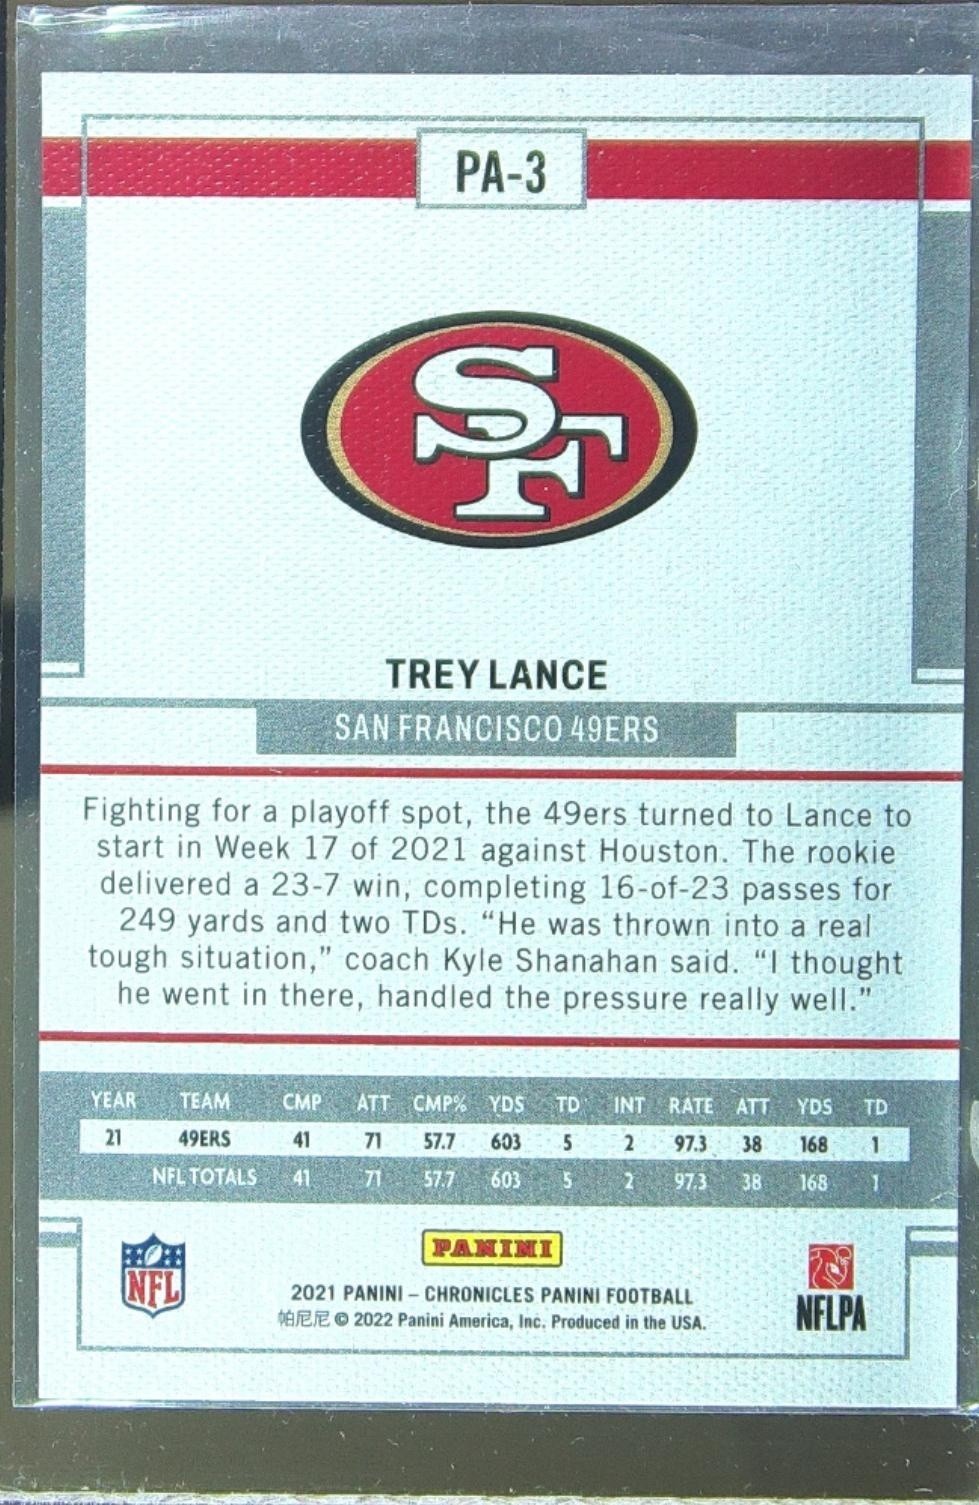 PA-3
SF
TREY LANCE
SAN FRANCISCO 49ERS
Fighting for a playoff spot, the 49ers turned to Lance to
start in Week 17 of 2021 against Houston. The rookie
delivered a 23-7 win, completing 16-of-23 passes for
249 yards and two TDs. “He was thrown into a real
tough situation,” coach Kyle Shanahan said. “I thought
he went in there, handled the pressure really well.”
YEAR TEAM CMP ATT CMP% YDS TD INT RATE ATT YDS TD
21 49ERS 41 71 57.7 603 5 2 97.3 38 168 1
NFL TOTALS 41 71 57.7 603 5 2 97.3 38 168 1
NFL
PANINI
2021 PANINI – CHRONICLES PANINI FOOTBALL
帕尼尼 © 2022 Panini America, Inc. Produced in the USA.
NFLPA